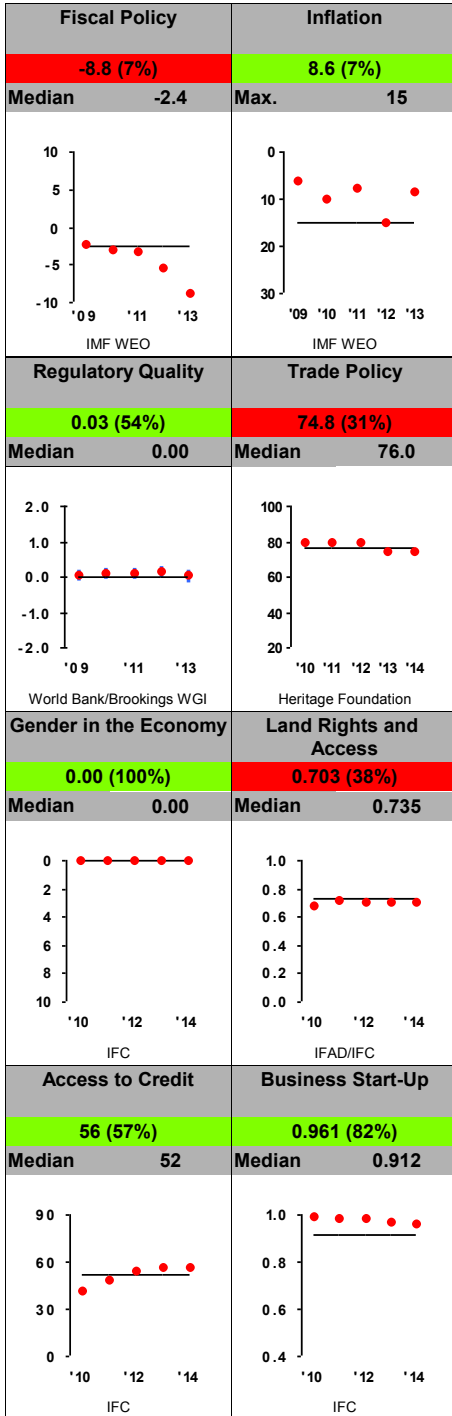 Fiscal Policy
-8.8 (7%)
Median -2.4
10
5
0
-5
-10
'09 '11 '13
IMF WEO
Inflation
8.6 (7%)
Max. 15
0
10
20
30
'09 '10 '11 '12 '13
IMF WEO
Regulatory Quality
0.03 (54%)
Median 0.00
2.0
1.0
0.0
-1.0
-2.0
'09 '11 '13
World Bank/Brookings WGI
Trade Policy
74.8 (31%)
Median 76.0
100
80
60
40
20
'10 '11 '12 '13 '14
Heritage Foundation
Gender in the Economy
0.00 (100%)
Median 0.00
0
2
4
6
8
10
'10 '12 '14
IFC
Land Rights and
Access
0.703 (38%)
Median 0.735
1.0
0.8
0.6
0.4
0.2
0.0
'10 '12 '14
IFAD/IFC
Access to Credit
56 (57%)
Median 52
90
60
30
0
'10 '12 '14
IFC
Business Start-Up
0.961 (82%)
Median 0.912
1.0
0.8
0.6
0.4
'10 '12 '14
IFC